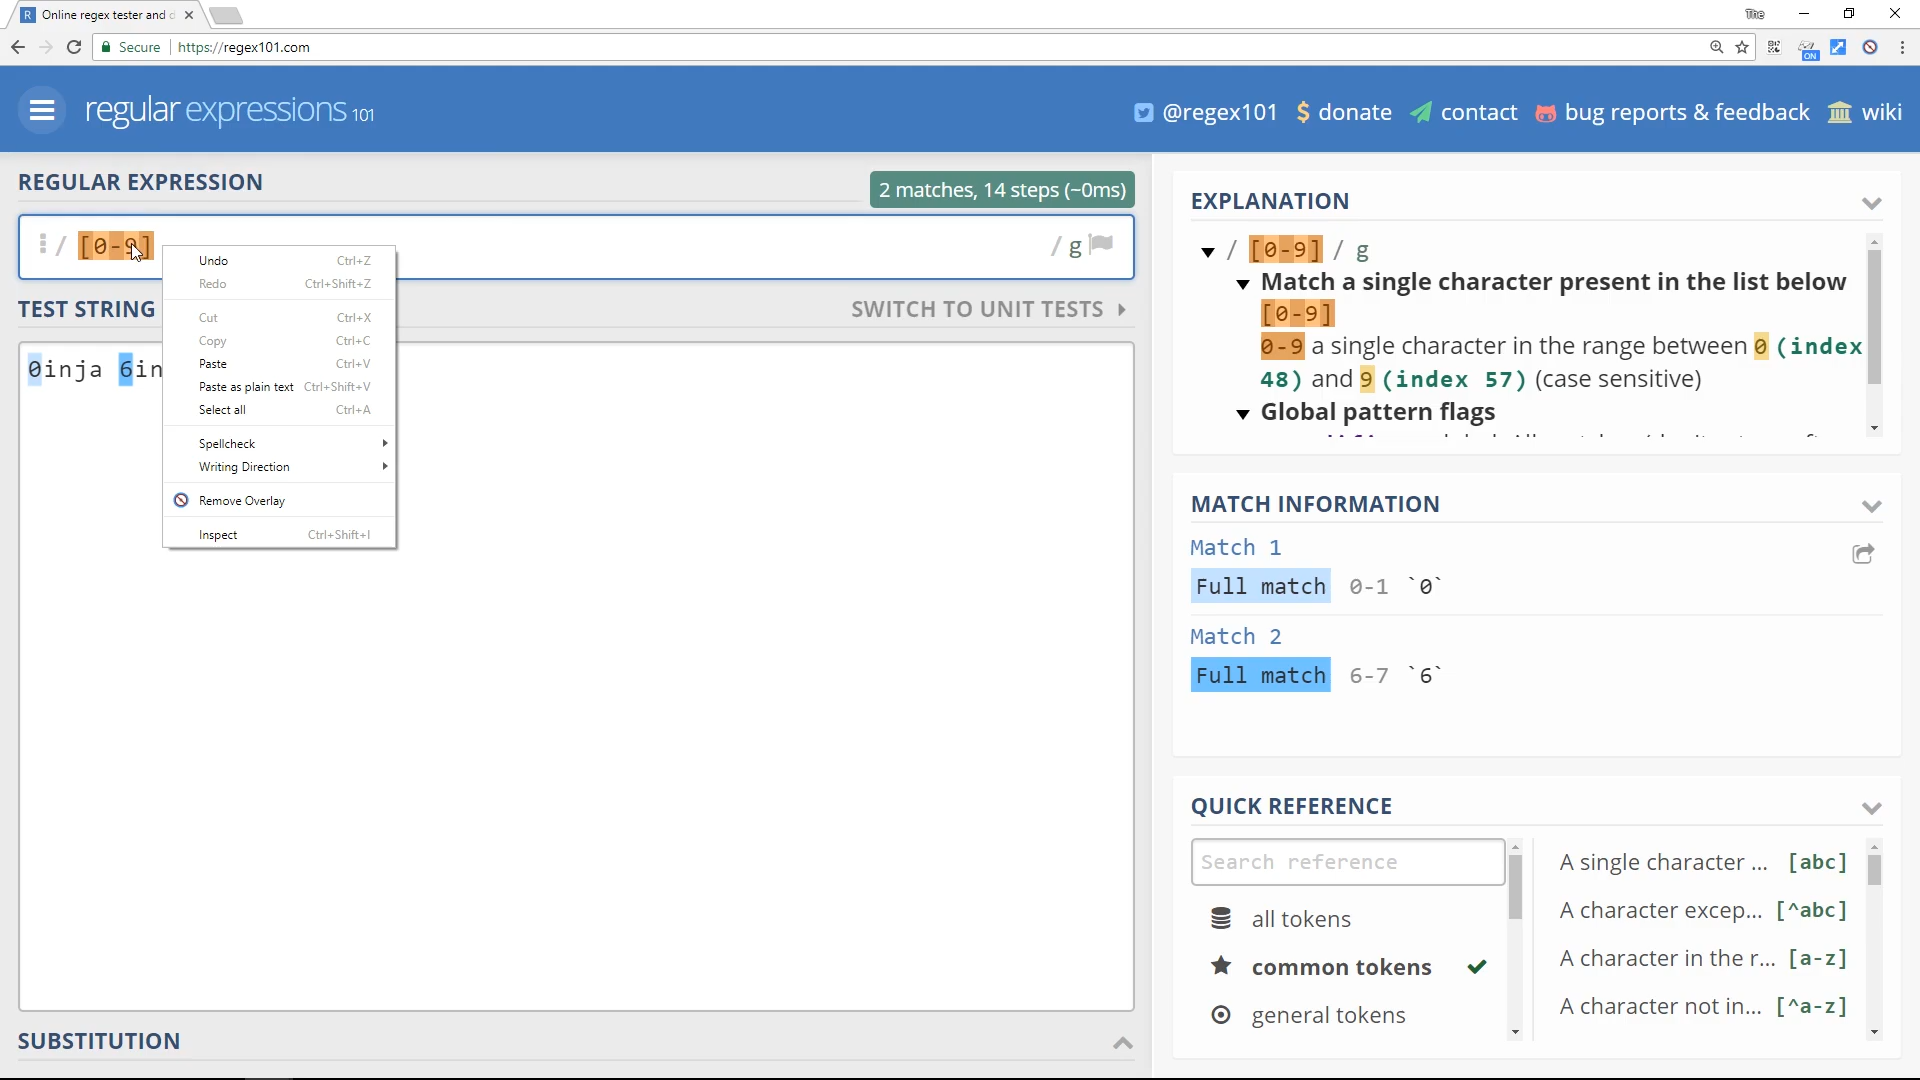 Online regex tester and d
The
Secure
https://regex101.com
ON
regular expressions 101
@regex101
$ donate
contact
bug reports & feedback
wiki
REGULAR EXPRESSION
2 matches, 14 steps (~0ms)
/ [0-9]
/ g
TEST STRING
SWITCH TO UNIT TESTS
0inja 6in
Undo Ctrl+Z
Redo Ctrl+Shift+Z
Cut Ctrl+X
Copy Ctrl+C
Paste Ctrl+V
Paste as plain text Ctrl+Shift+V
Select all Ctrl+A
Spellcheck
Writing Direction
Remove Overlay
Inspect Ctrl+Shift+I
SUBSTITUTION
EXPLANATION
/ [0-9] / g
Match a single character present in the list below
[0-9]
0-9 a single character in the range between 0 (index
48) and 9 (index 57) (case sensitive)
Global pattern flags
MATCH INFORMATION
Match 1
Full match 0-1 `0`
Match 2
Full match 6-7 `6`
QUICK REFERENCE
Search reference
all tokens
common tokens
general tokens
A single character ... [abc]
A character excep... [^abc]
A character in the r... [a-z]
A character not in... [^a-z]